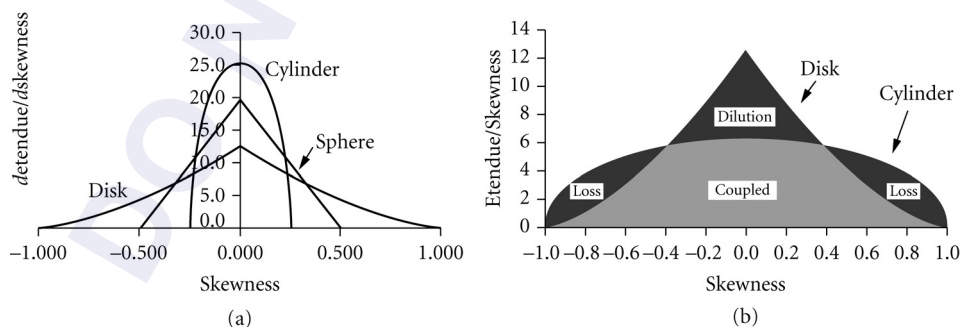 (a)
detendue/dskewness
30.0
25.0
20.0
15.0
10.0
5.0
0.0
Cylinder
Sphere
Disk
−1.000 −0.500 0.000 0.500 1.000
Skewness
(a)
b)
Etendue/Skewness
14
12
10
8
6
4
2
0
Disk
Cylinder
Dilution
Loss
Coupled
Loss
−1.0 −0.8 −0.6 −0.4 −0.2 0.0 0.2 0.4 0.6 0.8 1.0
Skewness
(b)